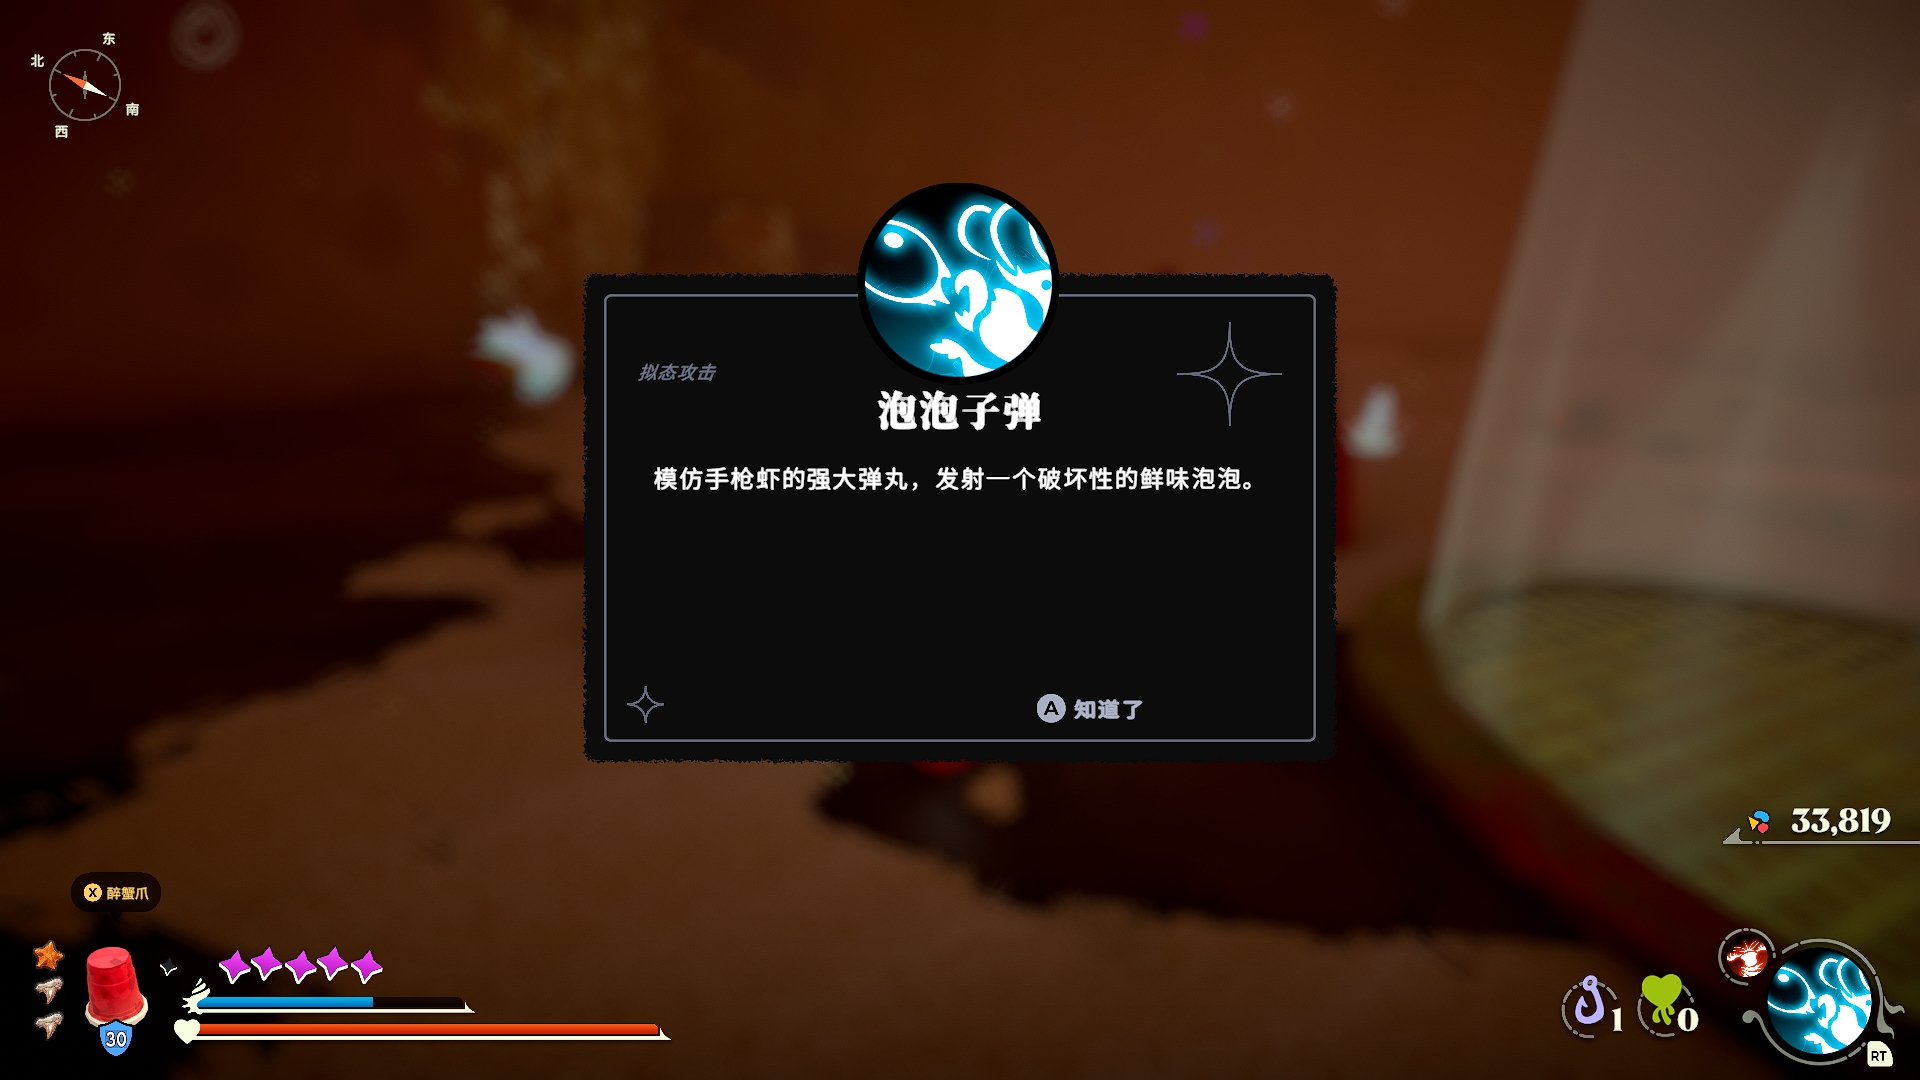 东
北
南
西
拟态攻击
泡泡子弹
模仿手枪虾的强大弹丸，发射一个破坏性的鲜味泡泡。
A 知道了
33,819
X 醉蟹爪
30
1
0
RT